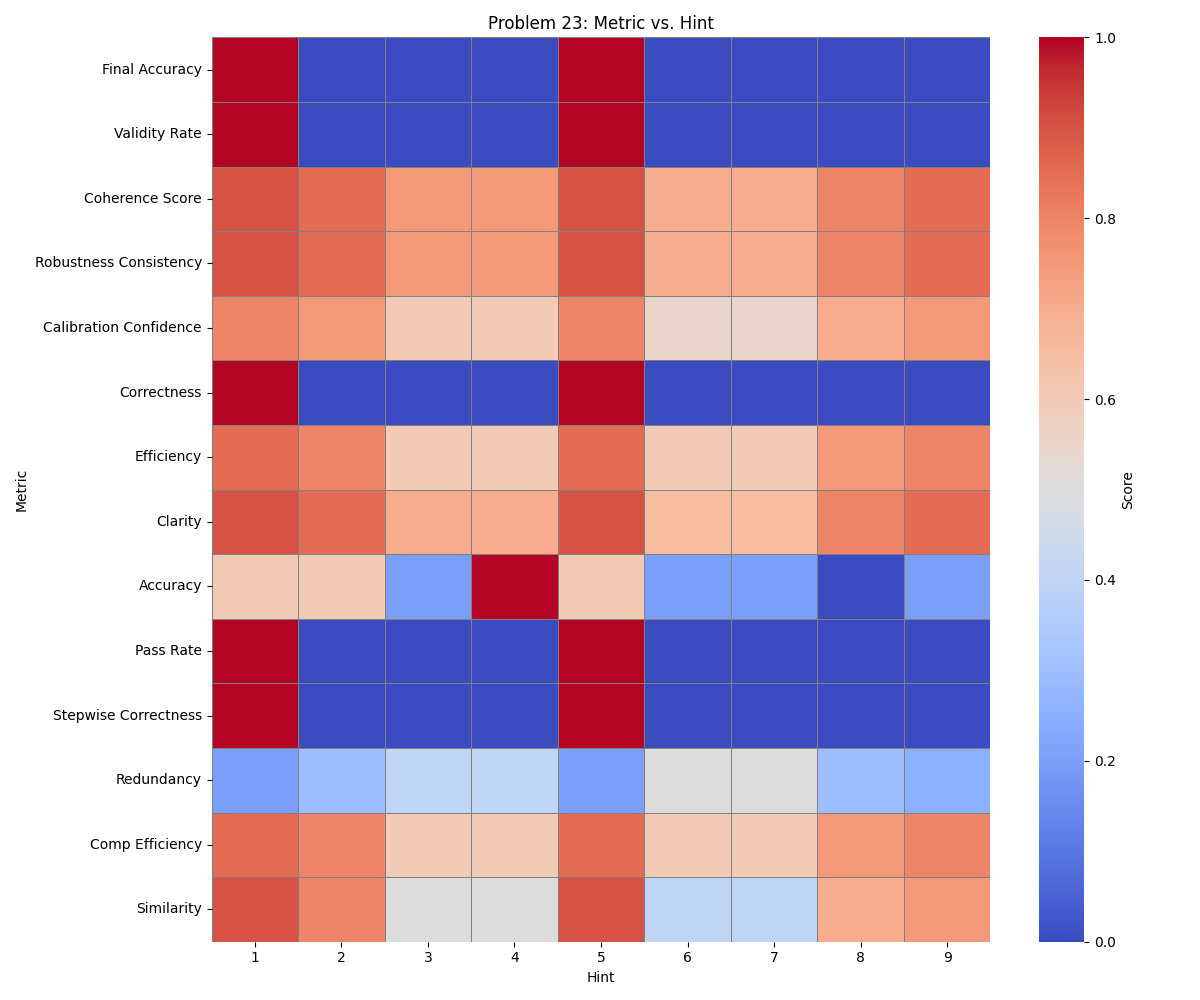 Problem 23: Metric vs. Hint
Metric
Final Accuracy
Validity Rate
Coherence Score
Robustness Consistency
Calibration Confidence
Correctness
Efficiency
Clarity
Accuracy
Pass Rate
Stepwise Correctness
Redundancy
Comp Efficiency
Similarity
1 2 3 4 5 6 7 8 9
Hint
1.0
0.8
0.6
0.4
0.2
0.0
Score